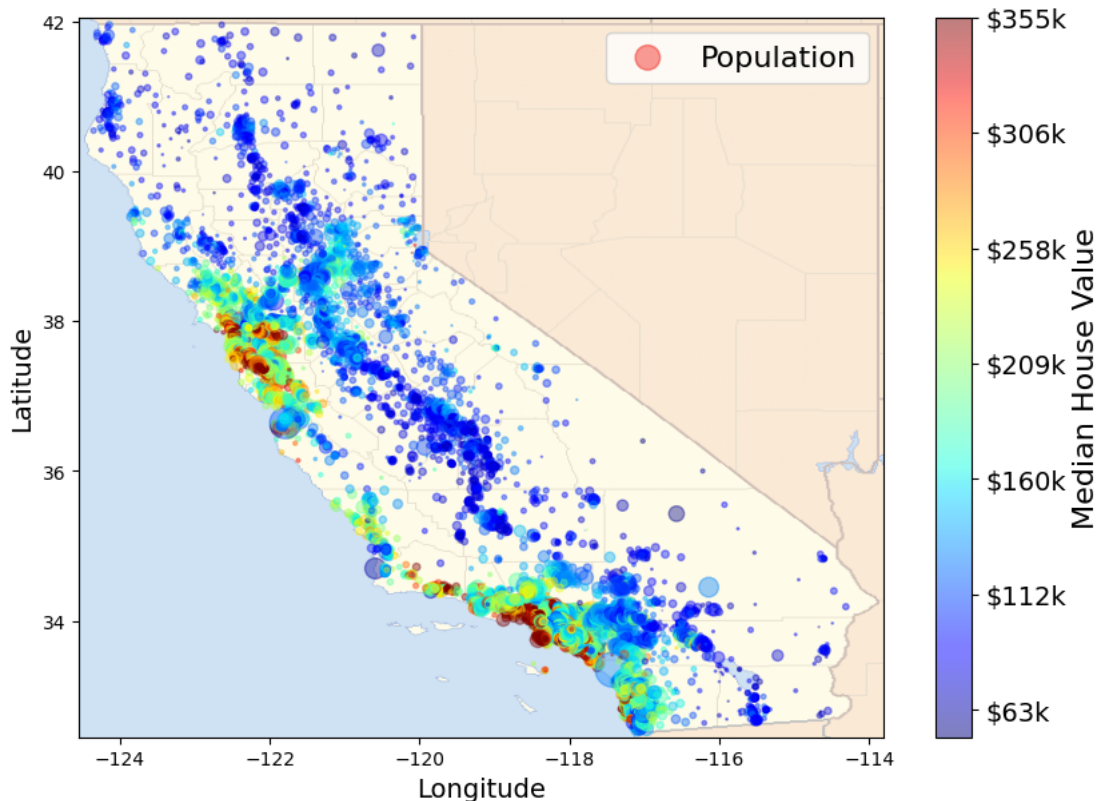 Population
42
40
38
36
34
Latitude
−124
−122
−120
−118
−116
−114
Longitude
$355k
$306k
$258k
$209k
$160k
$112k
$63k
Median House Value